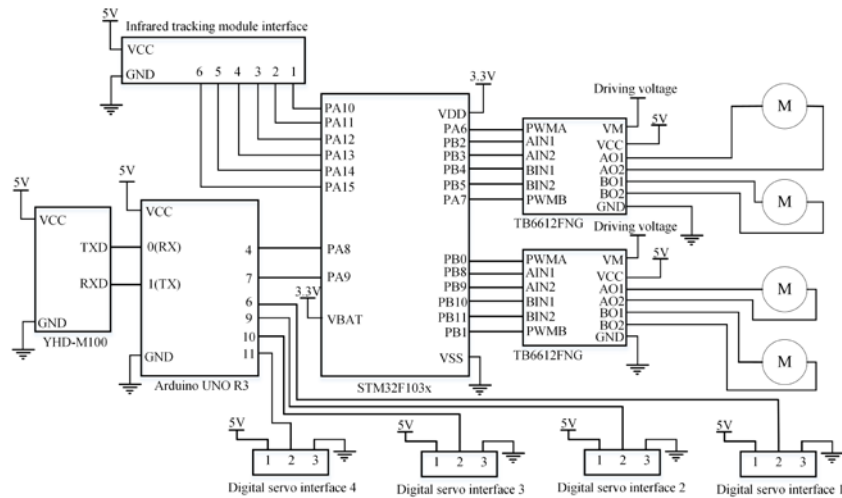 Infrared tracking module interface
5V
VCC
GND
6 5 4 3 2 1
3.3V
Driving voltage
PA10
PA11
PA12
PA13
PA14
PA15
VDD
PA6
PB2
PB3
PB4
PB5
PA7
PWMA
AIN1
AIN2
BIN1
BIN2
PWMB
VM
VCC
AO1
AO2
BO1
BO2
GND
5V
M
M
TB6612FNG
5V
VCC
TXD
RXD
GND
YHD-M100
5V
VCC
0(RX)
1(TX)
GND
4
7
6
9
10
11
Arduino UNO R3
PA8
PA9
3.3V
VBAT
PB0
PB8
PB9
PB10
PB11
PB1
VSS
STM32F103x
Driving voltage
PWMA
AIN1
AIN2
BIN1
BIN2
PWMB
VM
VCC
AO1
AO2
BO1
BO2
GND
5V
M
M
TB6612FNG
5V
1 2 3
Digital servo interface 4
5V
1 2 3
Digital servo interface 3
5V
1 2 3
Digital servo interface 2
5V
1 2 3
Digital servo interface 1